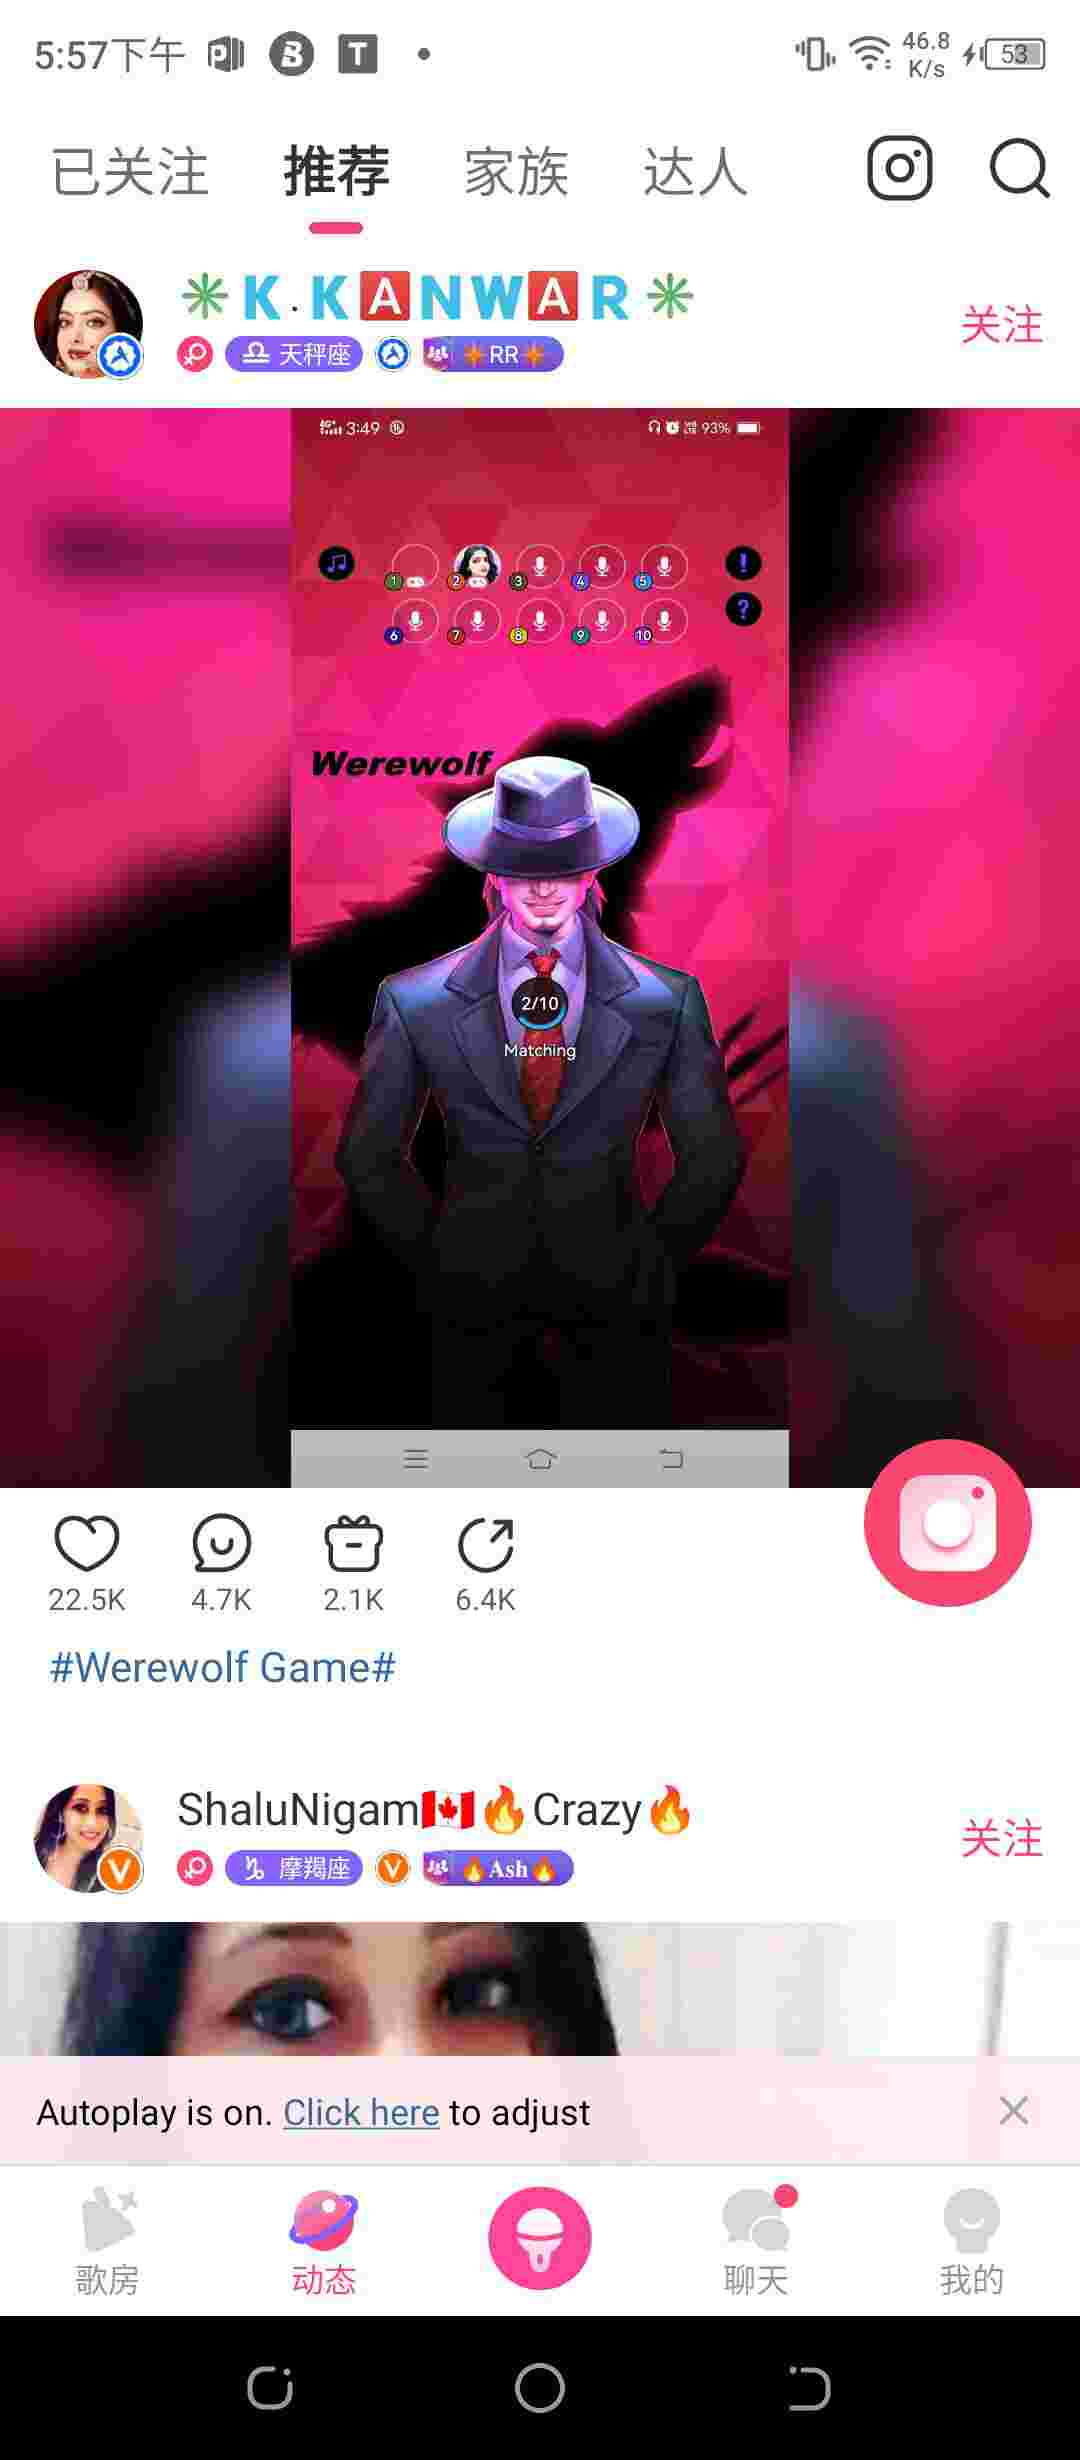 5:57下午 46.8 K/s 53
已关注 推荐 家族 达人
✳K.KANWAR✳
关注
天秤座 RR
3:49 93%
1 2 3 4 5
6 7 8 9 10
Werewolf
2/10
Matching
22.5K 4.7K 2.1K 6.4K
#Werewolf Game#
ShaluNigam🇨🇦🔥Crazy🔥
关注
摩羯座 V 🔥Ash🔥
Autoplay is on. Click here to adjust
歌房 动态 聊天 我的